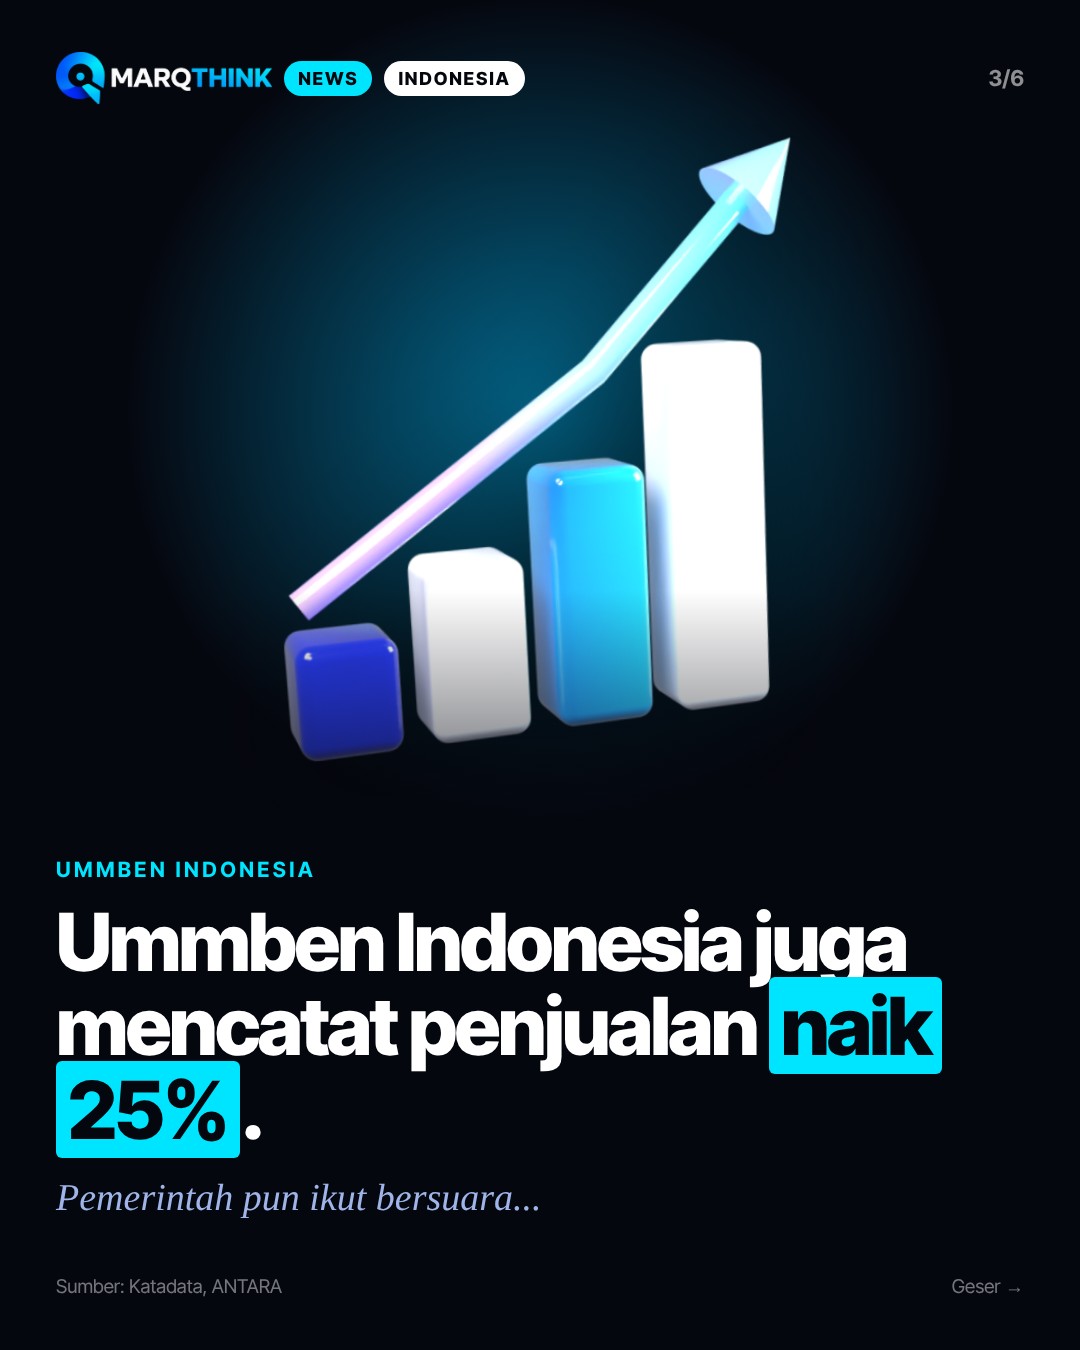 MARQTHINK NEWS INDONESIA 3/6
UMMBEN INDONESIA
Ummben Indonesia juga
mencatat penjualan naik
25%.
Pemerintah pun ikut bersuara...
Sumber: Katadata, ANTARA
Geser →